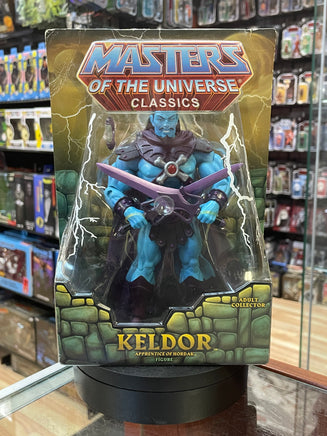 MASTERS
OF THE UNIVERSE
CLASSICS
ADULT
COLLECTOR
KELDOR
APPRENTICE OF HORDAK
FIGURE